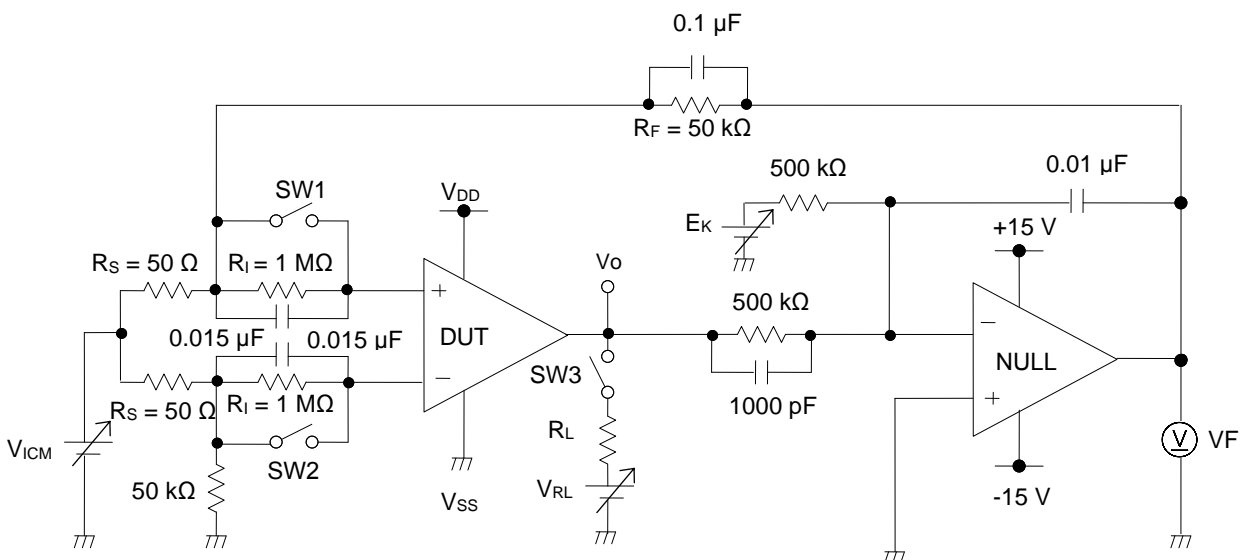 0.1 µF
RF = 50 kΩ
500 kΩ
0.01 µF
SW1
VDD
EK
+15 V
RS = 50 Ω
RI = 1 MΩ
Vo
+
500 kΩ
0.015 µF
0.015 µF
DUT
−
NULL
−
SW3
RS = 50 Ω
RI = 1 MΩ
1000 pF
+
VICM
SW2
RL
V
VF
50 kΩ
VSS
VRL
-15 V